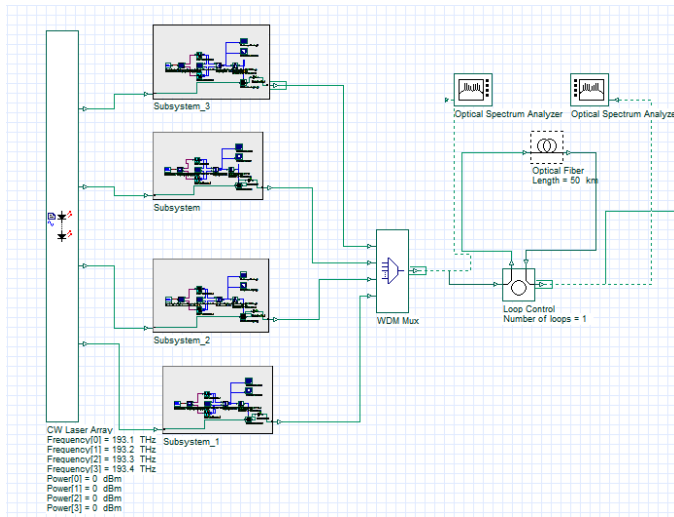 Subsystem_3
Optical Spectrum Analyzer
Optical Spectrum Analyze
Optical Fiber
Length = 50 km
Subsystem
WDM Mux
Loop Control
Number of loops = 1
Subsystem_2
Subsystem_1
CW Laser Array
Frequency[0] = 193.1 THz
Frequency[1] = 193.2 THz
Frequency[2] = 193.3 THz
Frequency[3] = 193.4 THz
Power[0] = 0 dBm
Power[1] = 0 dBm
Power[2] = 0 dBm
Power[3] = 0 dBm